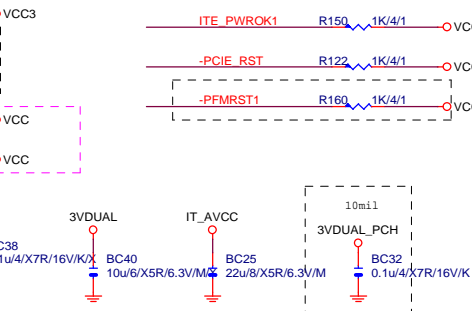 VCC3
ITE_PWROK1 R150 1K/4/1
-PCIE_RST R122 1K/4/1
-PFMRST1 R160 1K/4/1
VCC
VCC
10mil
3VDUAL IT_AVCC 3VDUAL_PCH
BC40 BC25 BC32
1u/4/X7R/16V/K/X 10u/6/X5R/6.3V/M/X 22u/8/X5R/6.3V/M 0.1u/4/X7R/16V/K